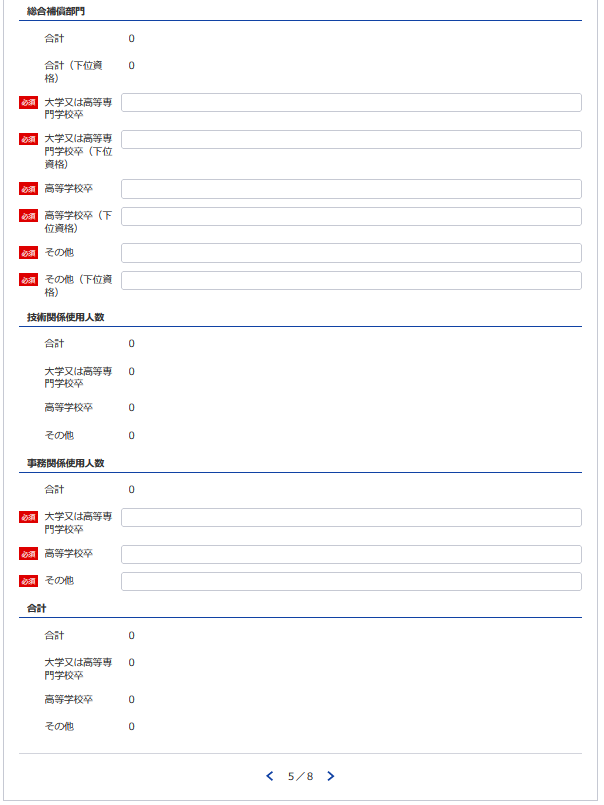 総合補償部門
合計 0
合計（下位資
格） 0
必須 大学又は高等専
門学校卒
必須 大学又は高等専
門学校卒（下位
資格）
必須 高等学校卒
必須 高等学校卒（下
位資格）
必須 その他
必須 その他（下位資
格）
技術関係使用人数
合計 0
大学又は高等専
門学校卒 0
高等学校卒 0
その他 0
事務関係使用人数
合計 0
必須 大学又は高等専
門学校卒
必須 高等学校卒
必須 その他
合計
合計 0
大学又は高等専
門学校卒 0
高等学校卒 0
その他 0
5／8